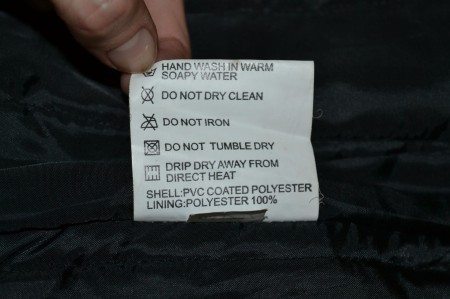 HAND WASH IN WARM
SOAPY WATER
DO NOT DRY CLEAN
DO NOT IRON
DO NOT TUMBLE DRY
DRIP DRY AWAY FROM
DIRECT HEAT
SHELL:PVC COATED POLYESTER
LINING:POLYESTER 100%